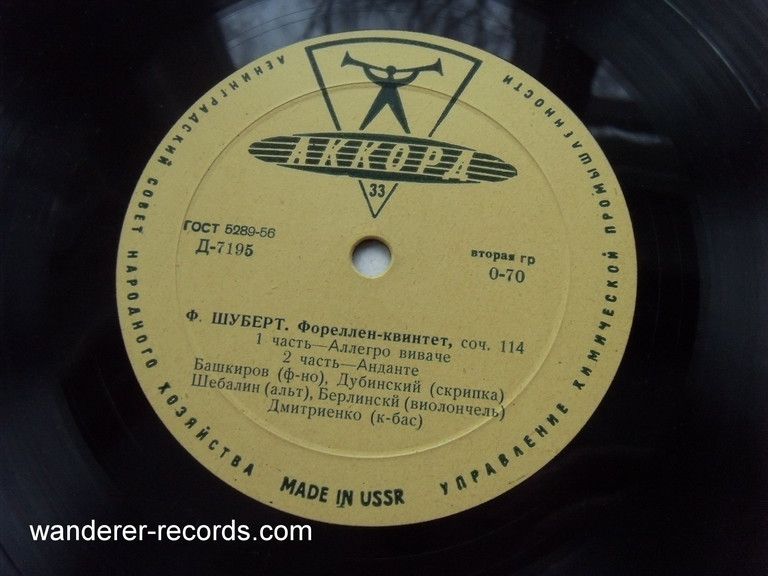 ЛЕНИНГРАДСКИЙ СОВЕТ НАРОДНОГО ХОЗЯЙСТВА
УПРАВЛЕНИЕ ХИМИЧЕСКОЙ ПРОМЫШЛЕННОСТИ
АККОРД
33
ГОСТ 5289-56
Д-7195
вторая гр
0-70
Ф. ШУБЕРТ. Фореллен-квинтет, соч. 114
1 часть—Аллегро виваче
2 часть—Анданте
Башкиров (ф-но), Дубинский (скрипка)
Шебалин (альт), Берлинскй (виолончель)
Дмитриенко (к-бас)
MADE IN USSR
wanderer-records.com